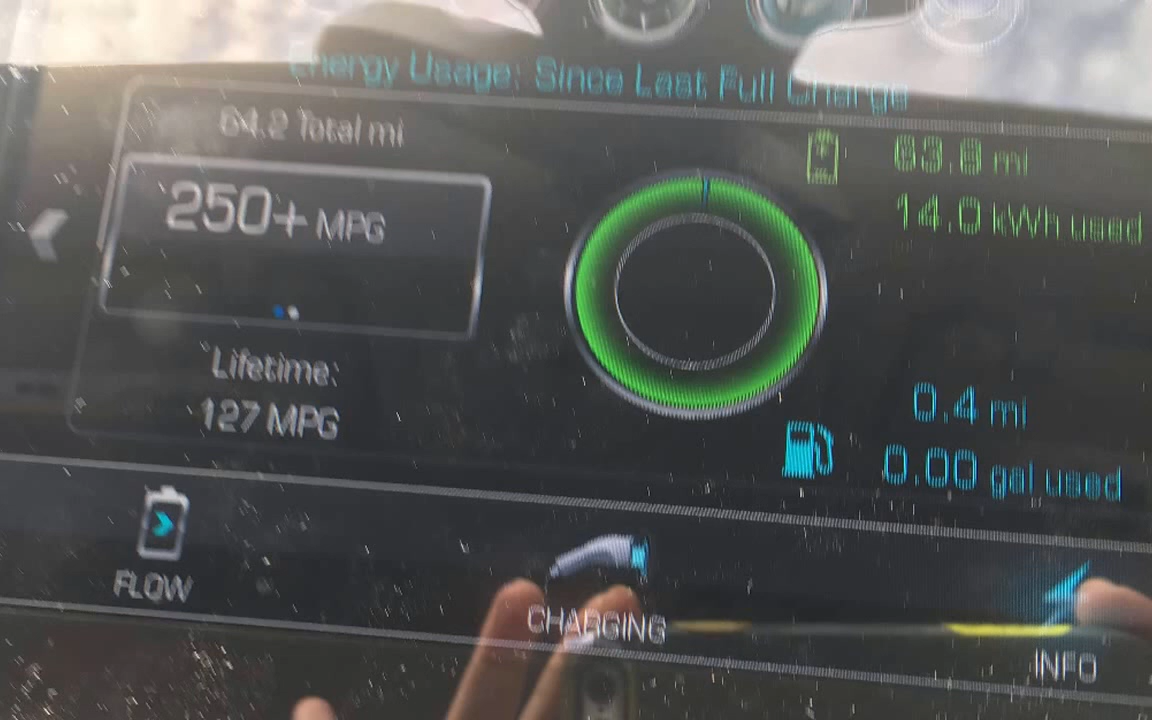 Energy Usage: Since Last Full Charge
64.2 Total mi
250+ MPG
Lifetime:
127 MPG
63.8 mi
14.0 kWh used
0.4 mi
0.00 gal used
FLOW
CHARGING
INFO